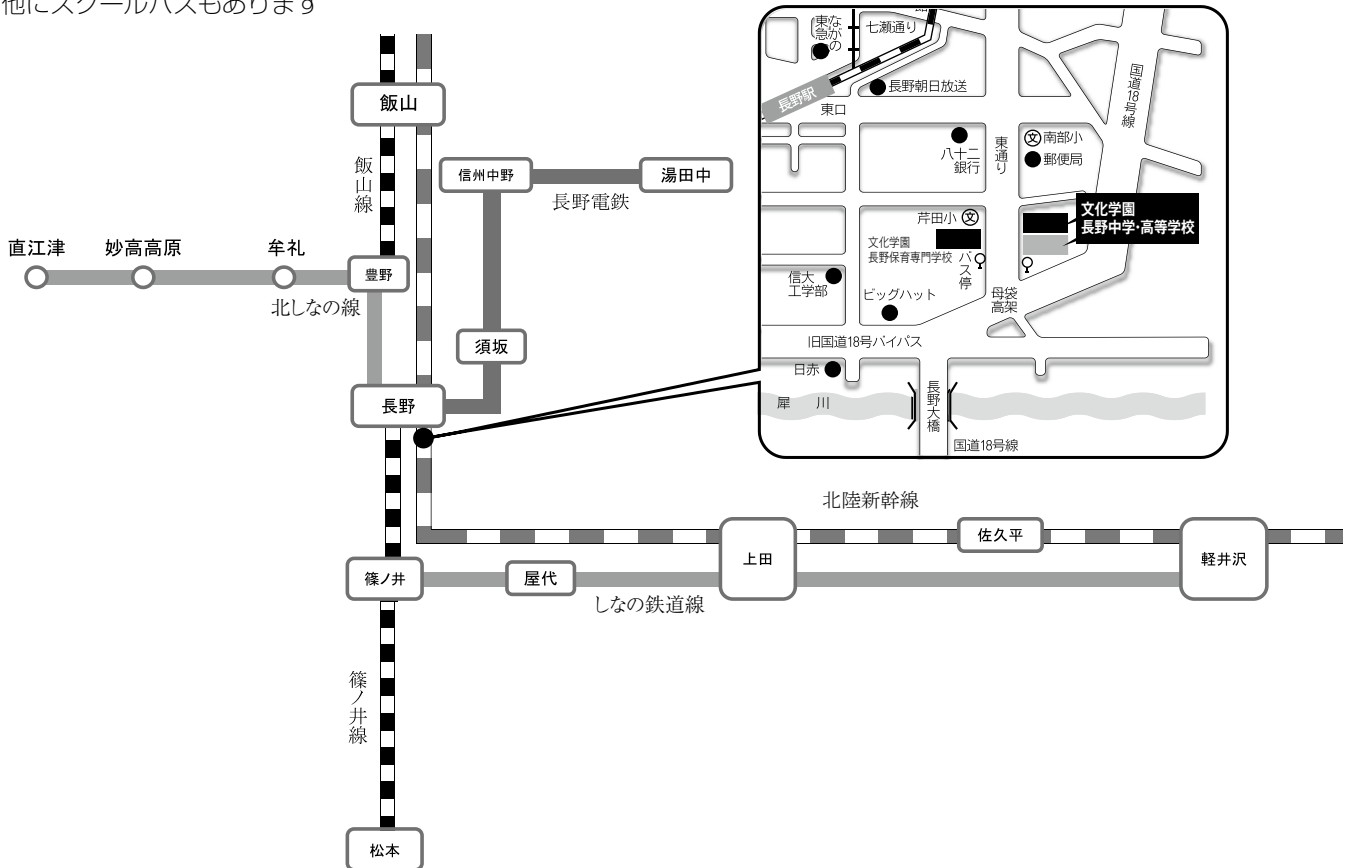 他にスクールバスもあります
飯山
飯山線
信州中野
湯田中
長野電鉄
直江津
妙高高原
牟礼
豊野
北しなの線
須坂
長野
北陸新幹線
上田
佐久平
軽井沢
篠ノ井
屋代
しなの鉄道線
篠ノ井線
松本
ながの
東急
七瀬通り
長野駅
長野朝日放送
東口
国道18号線
八十二
銀行
東通り
文
南部小
郵便局
芹田小
文
文化学園
長野中学・高等学校
文化学園
長野保育専門学校
バス停
信大
工学部
ビッグハット
母袋
高架
旧国道18号バイパス
日赤
犀 川
長野大橋
国道18号線